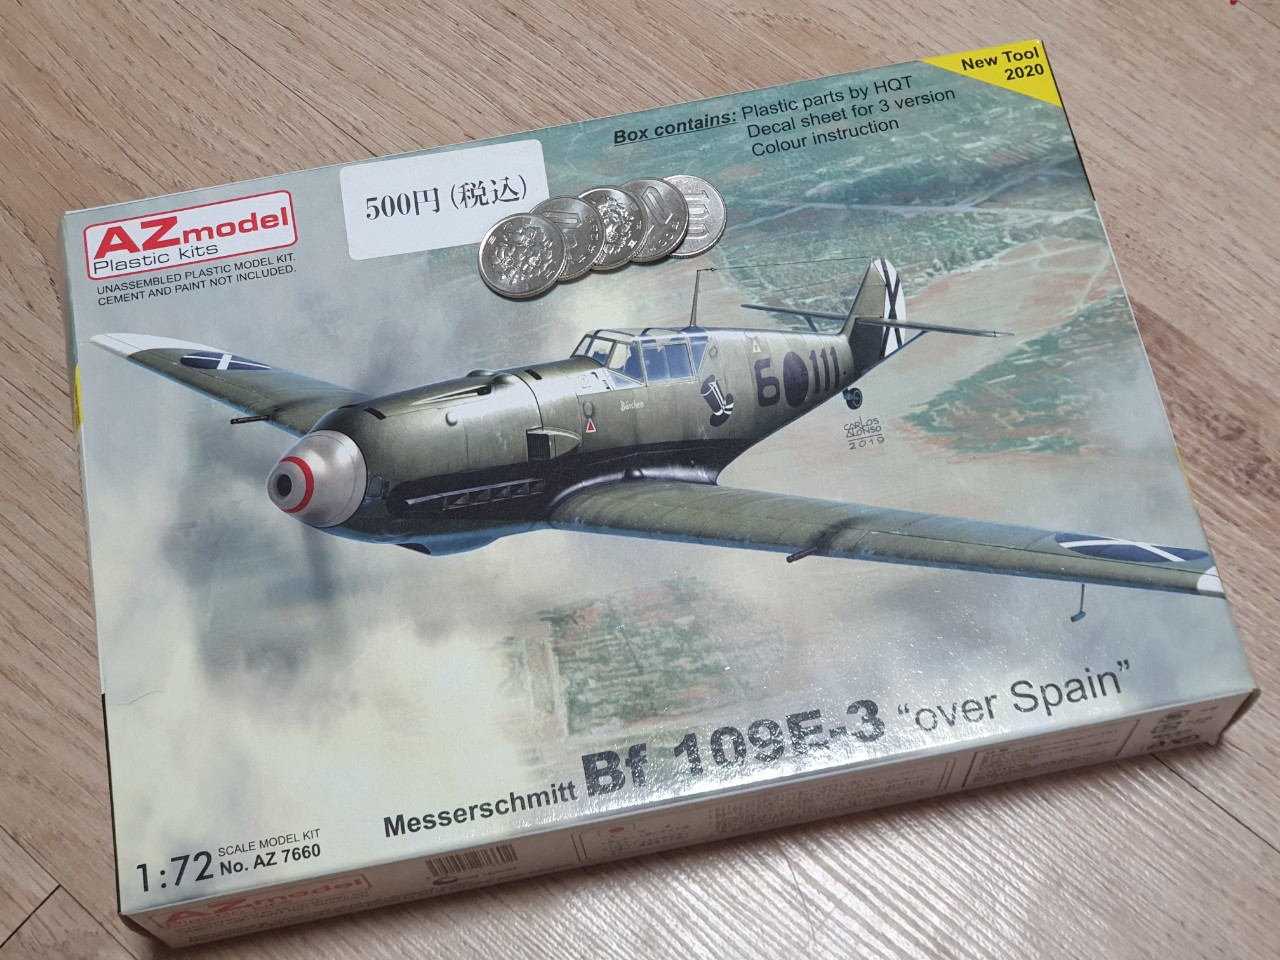 New Tool
2020
Box contains: Plastic parts by HQT
Decal sheet for 3 version
Colour instruction
500円(税込)
AZmodel
Plastic kits
UNASSEMBLED PLASTIC MODEL KIT.
CEMENT AND PAINT NOT INCLUDED.
6 111
Bärchen
CARLOS
ALONSO
2019
Messerschmitt Bf 109E-3 “over Spain”
1:72 SCALE MODEL KIT
No. AZ 7660
AZmodel